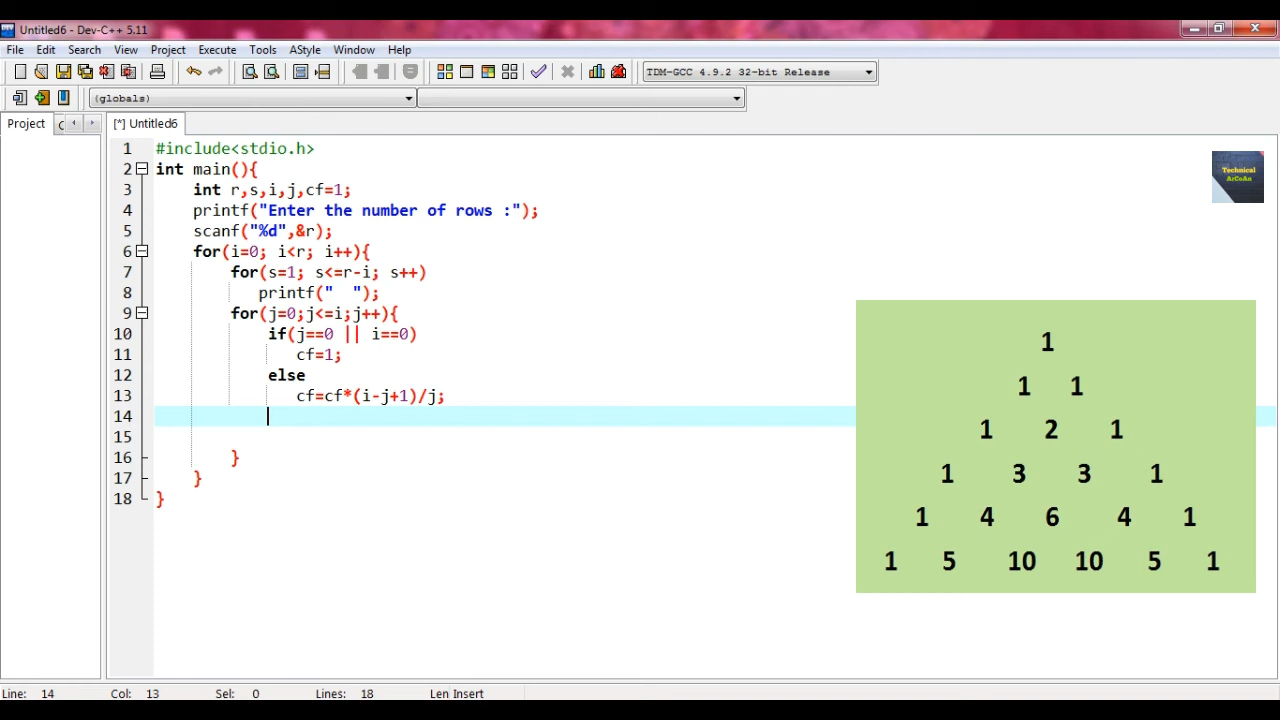 Untitled6 - Dev-C++ 5.11
File Edit Search View Project Execute Tools AStyle Window Help
TDM-GCC 4.9.2 32-bit Release
(globals)
Project C [*] Untitled6
1 #include<stdio.h>
2 int main(){
3 int r,s,i,j,cf=1;
4 printf("Enter the number of rows :");
5 scanf("%d",&r);
6 for(i=0; i<r; i++){
7 for(s=1; s<=r-i; s++)
8 printf("  ");
9 for(j=0;j<=i;j++){
10 if(j==0 || i==0)
11 cf=1;
12 else
13 cf=cf*(i-j+1)/j;
14
15
16 }
17 }
18 }
Technical
ArCoAn
1
1 1
1 2 1
1 3 3 1
1 4 6 4 1
1 5 10 10 5 1
Line: 14 Col: 13 Sel: 0 Lines: 18 Len Insert